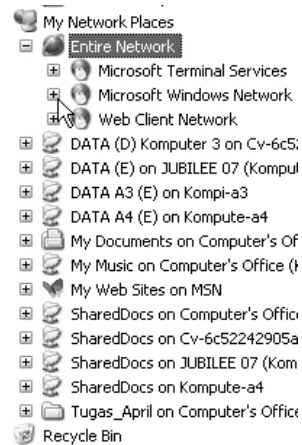 My Network Places
Entire Network
Microsoft Terminal Services
Microsoft Windows Network
Web Client Network
DATA (D) Komputer 3 on Cv-6c52
DATA (E) on JUBILEE 07 (Komput
DATA A3 (E) on Kompi-a3
DATA A4 (E) on Kompute-a4
My Documents on Computer's Of
My Music on Computer's Office (
My Web Sites on MSN
SharedDocs on Computer's Office
SharedDocs on Cv-6c52242905a
SharedDocs on JUBILEE 07 (Kom
SharedDocs on Kompute-a4
Tugas_April on Computer's Office
Recycle Bin